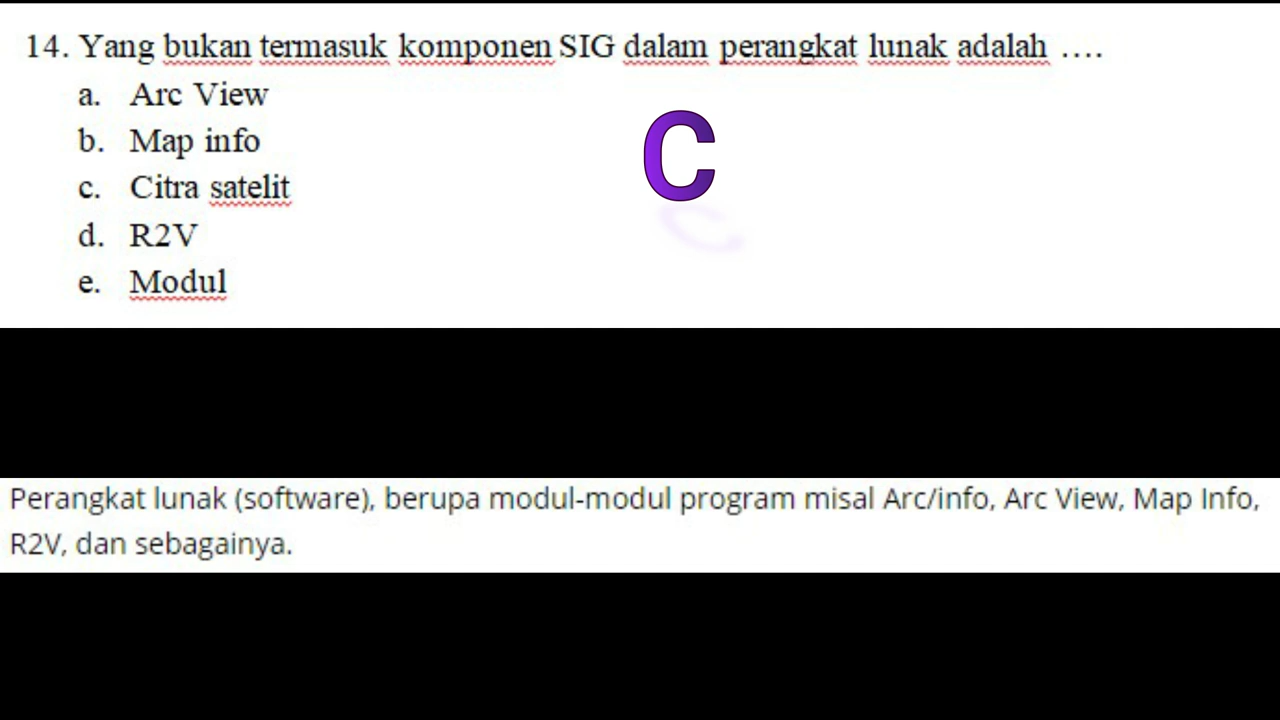 14. Yang bukan termasuk komponen SIG dalam perangkat lunak adalah ....
a. Arc View
b. Map info
c. Citra satelit
d. R2V
e. Modul
C
Perangkat lunak (software), berupa modul-modul program misal Arc/info, Arc View, Map Info,
R2V, dan sebagainya.